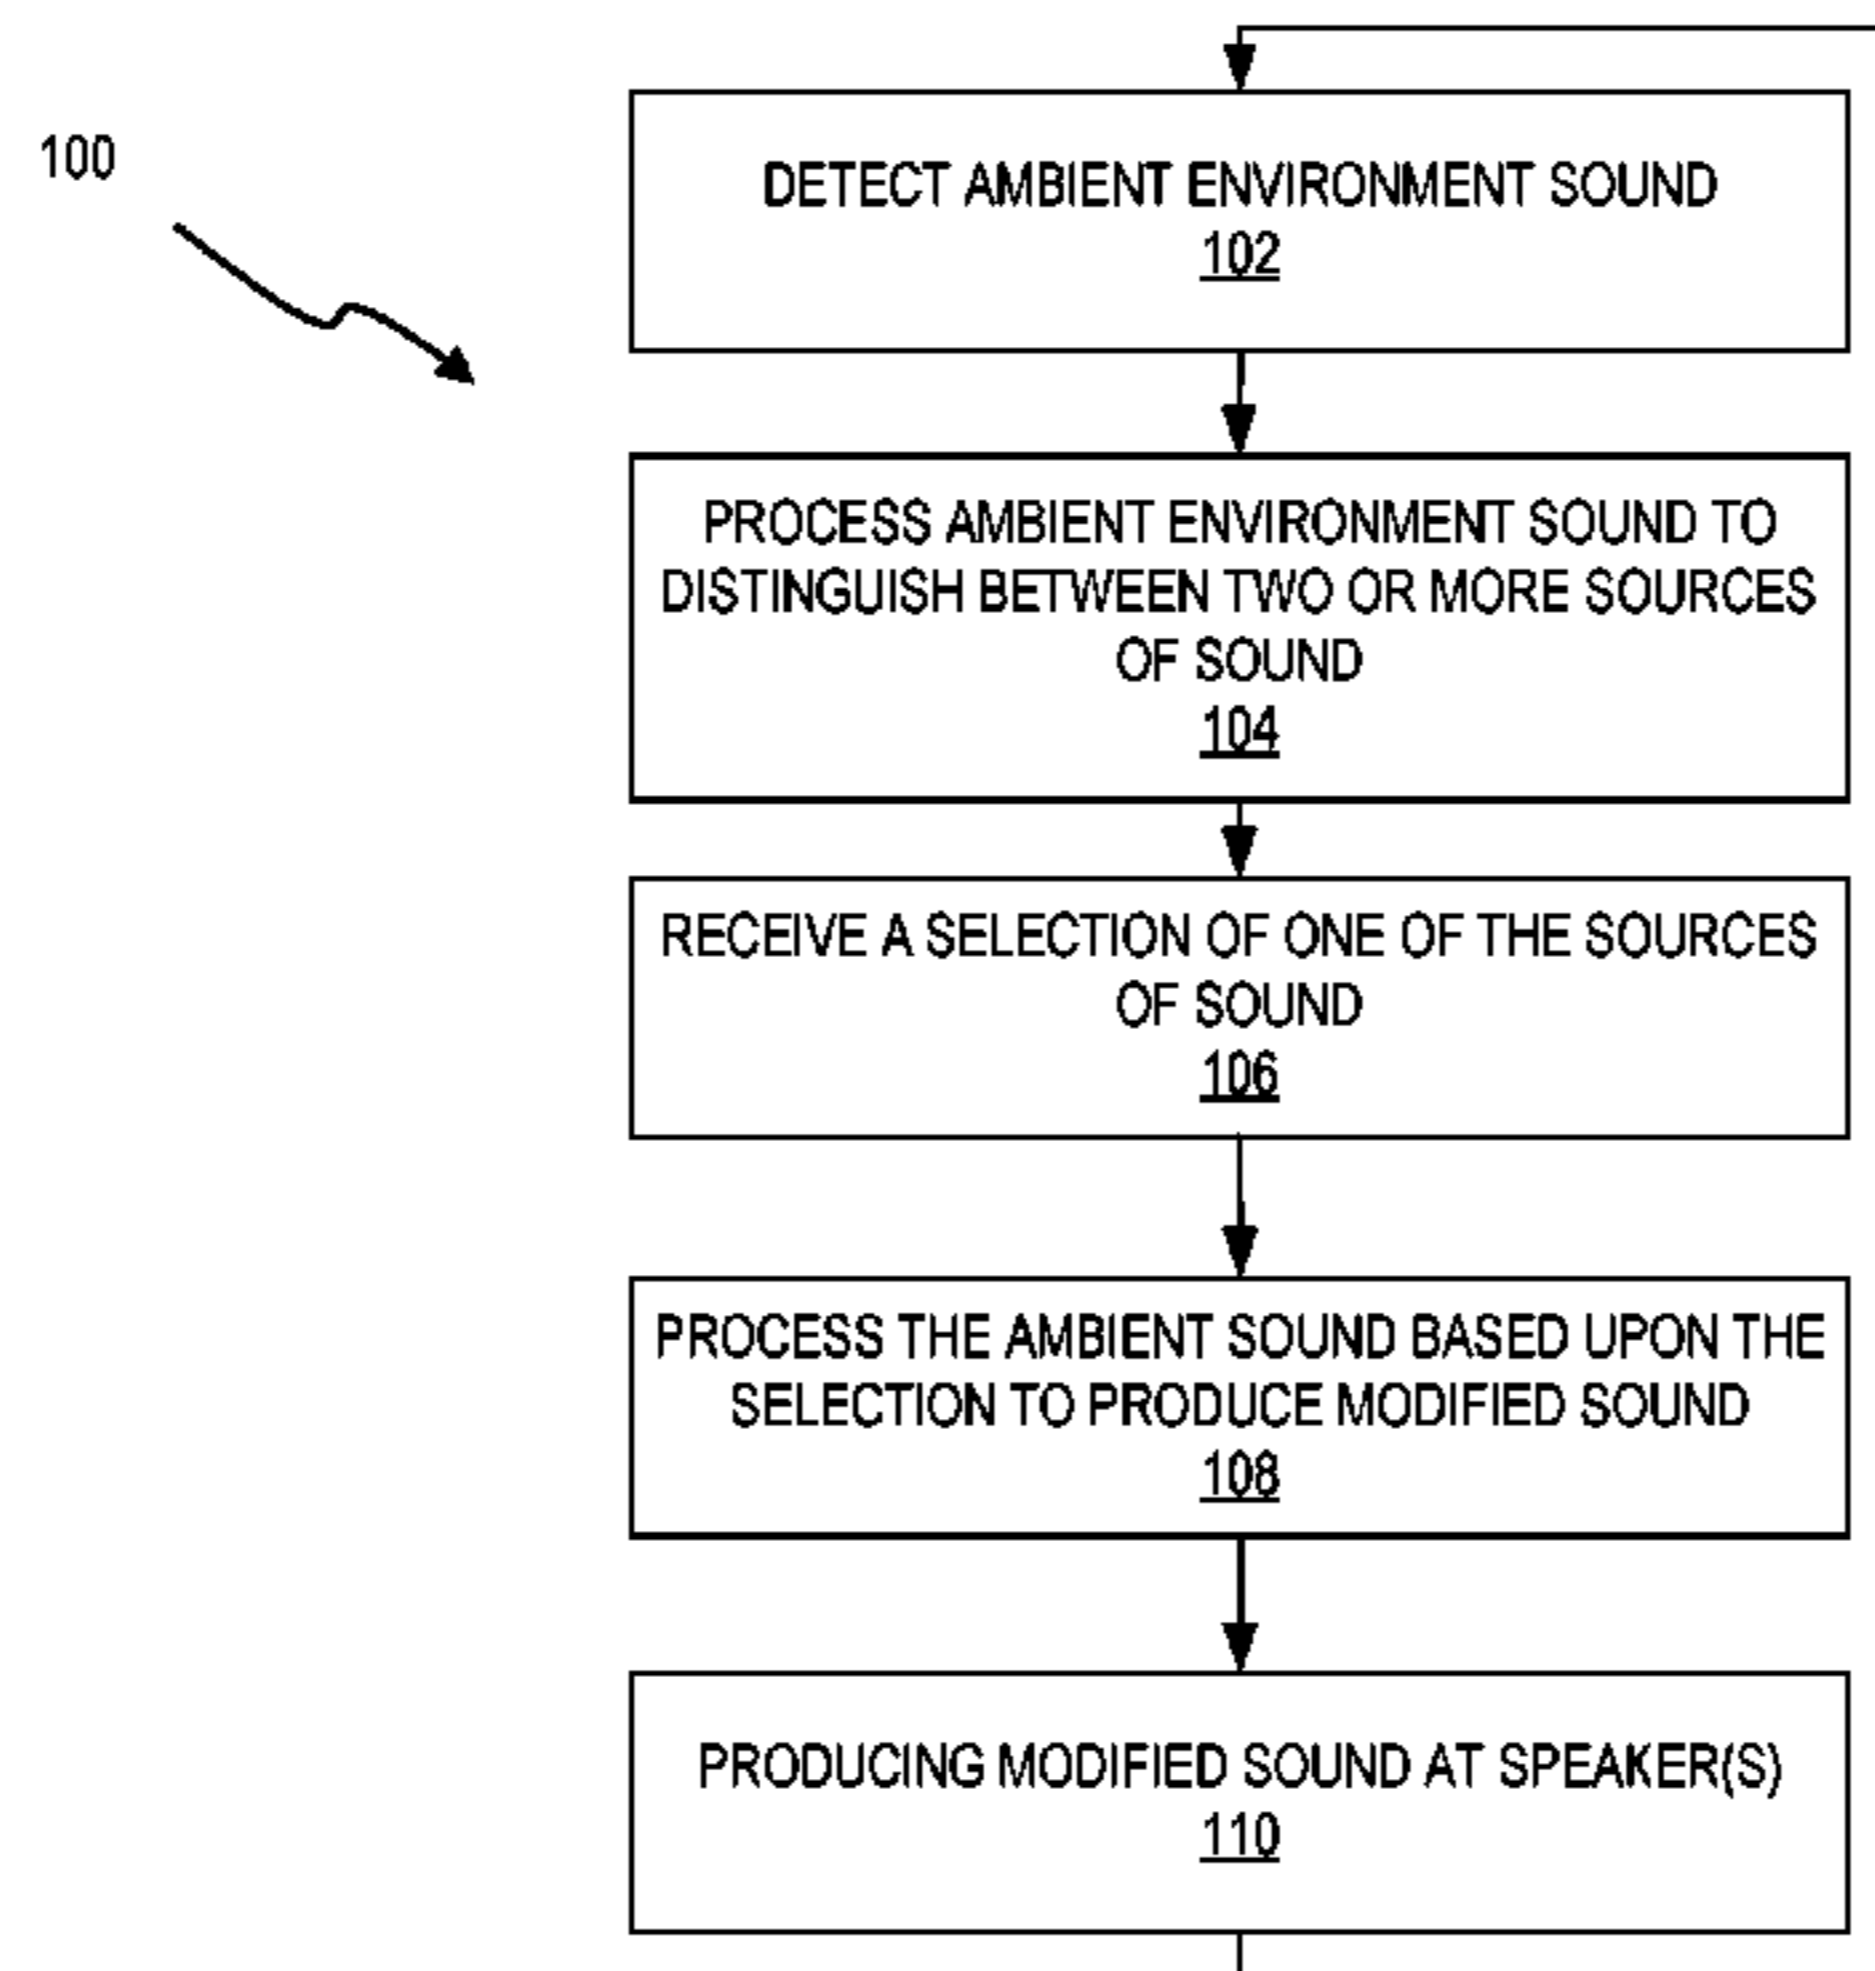 100
DETECT AMBIENT ENVIRONMENT SOUND
102
PROCESS AMBIENT ENVIRONMENT SOUND TO
DISTINGUISH BETWEEN TWO OR MORE SOURCES
OF SOUND
104
RECEIVE A SELECTION OF ONE OF THE SOURCES
OF SOUND
106
PROCESS THE AMBIENT SOUND BASED UPON THE
SELECTION TO PRODUCE MODIFIED SOUND
108
PRODUCING MODIFIED SOUND AT SPEAKER(S)
110